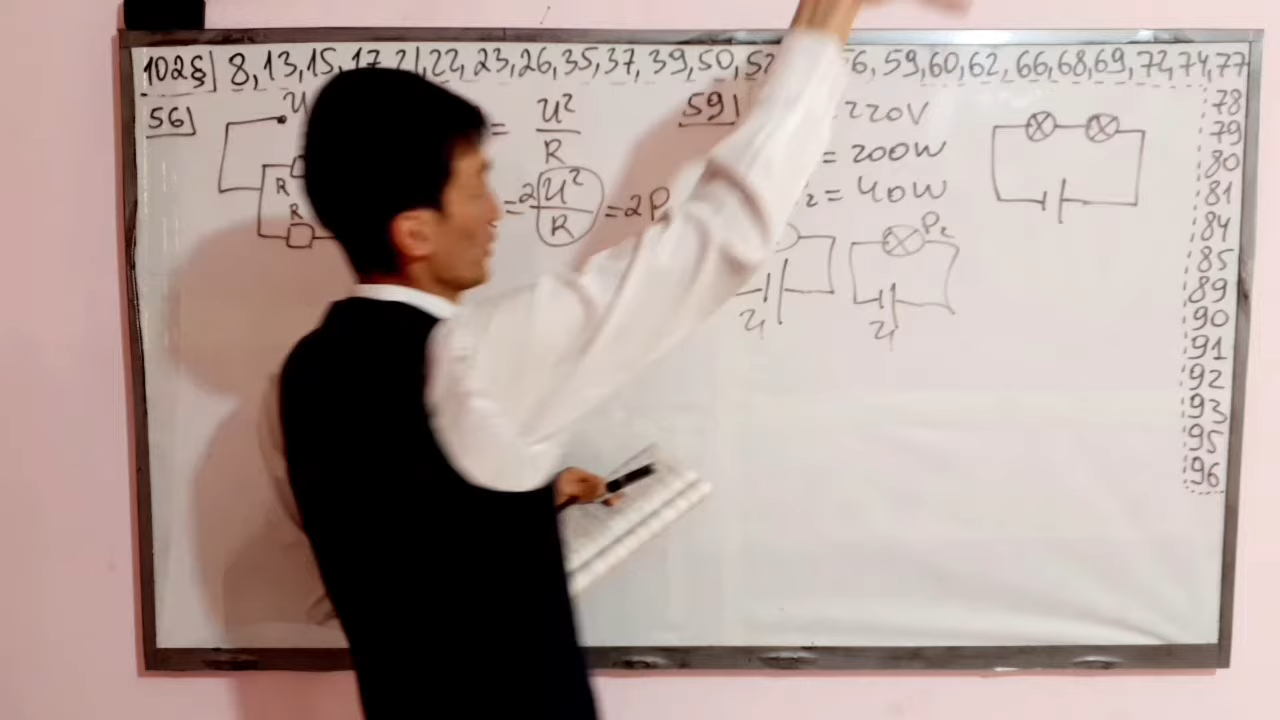 102§ 8, 13, 15, 17, 21, 22, 23, 26, 35, 37, 39, 50, 56, 59, 60, 62, 66, 68, 69, 72, 74, 77
78
79
80
81
84
85
89
90
91
92
93
95
96
56
U
= U²/R
R
R
= 2 U²/R = 2P
59
220V
= 200W
₂ = 40W
P₂
U
U